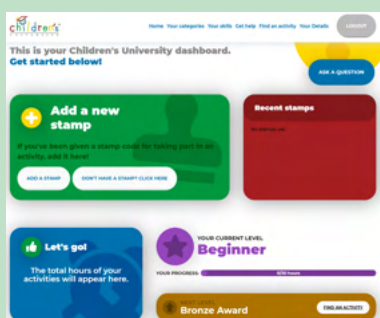 children's
UNIVERSITY
Home Your categories Your skills Get help Find an activity Your Details
LOGOUT
This is your Children's University dashboard.
Get started below!
ASK A QUESTION
Add a new
stamp
If you've been given a stamp code for taking part in an
activity, add it here!
ADD A STAMP
DON'T HAVE A STAMP? CLICK HERE
Recent stamps
Let's go!
The total hours of your
activities will appear here.
YOUR CURRENT LEVEL
Beginner
YOUR PROGRESS:
NEXT LEVEL
Bronze Award
FIND AN ACTIVITY